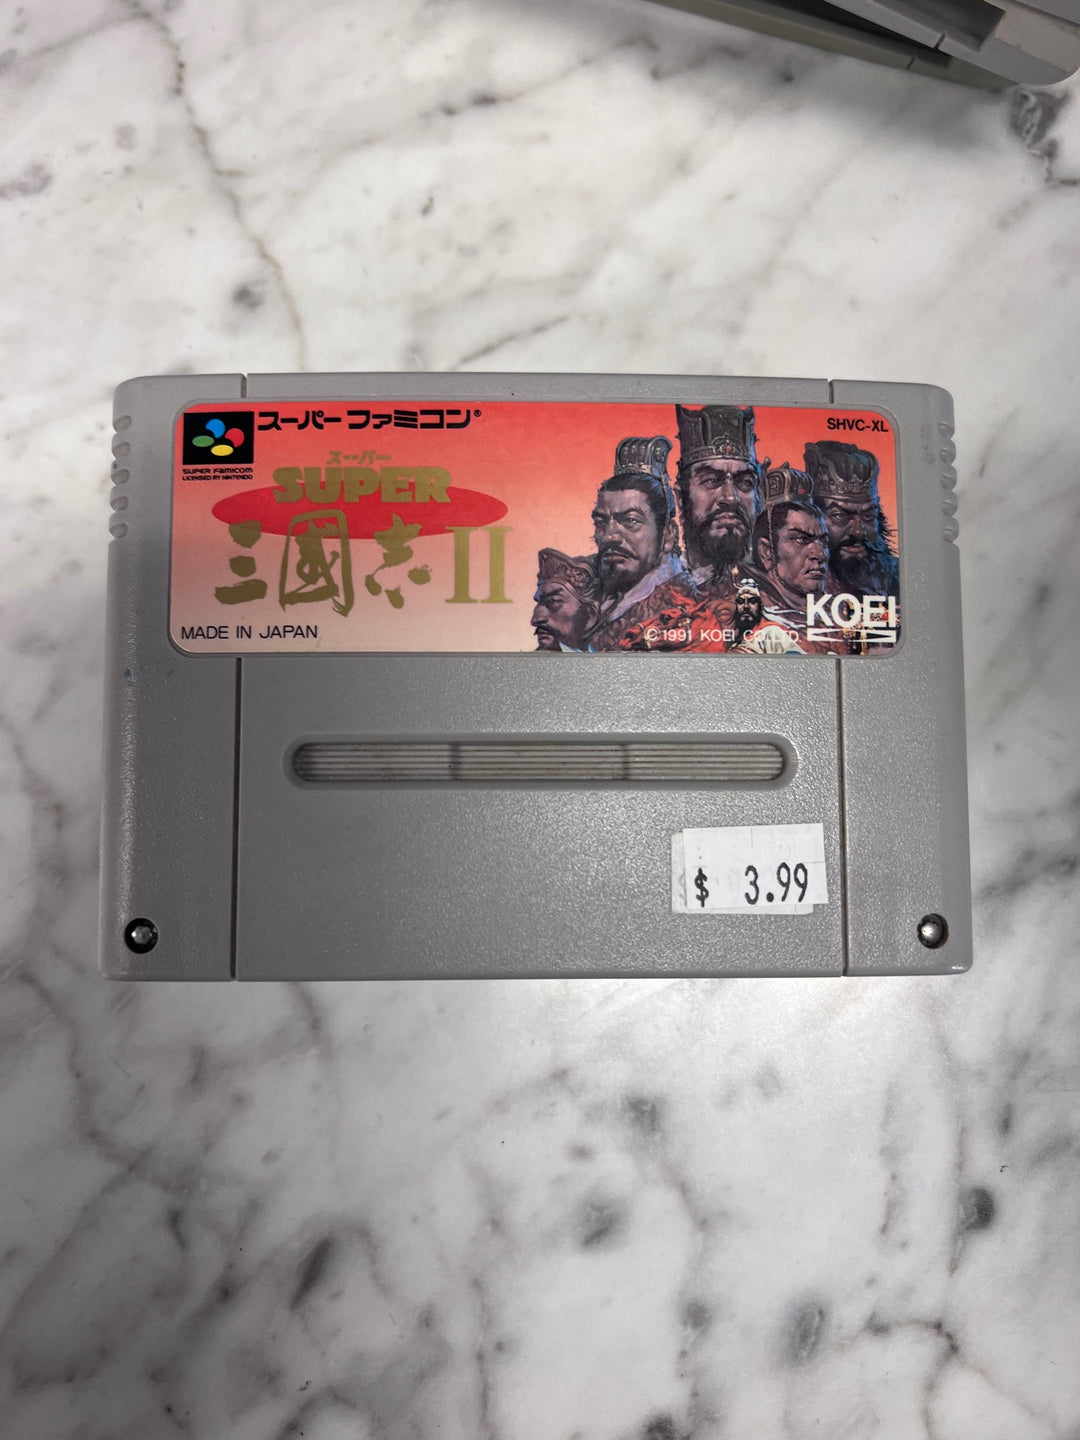 スーパーファミコン®
SHVC-XL
SUPER FAMICOM
LICENSED BY NINTENDO
スーパー
SUPER
三國志II
MADE IN JAPAN
©1991 KOEI CO., LTD.
KOEI
$ 3.99